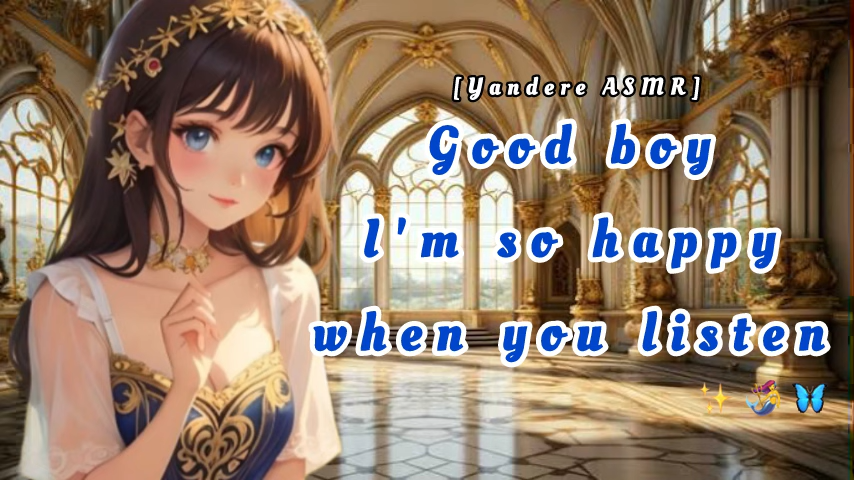 [Yandere ASMR]
Good boy
I'm so happy
when you listen
✨🧜‍♀️🦋